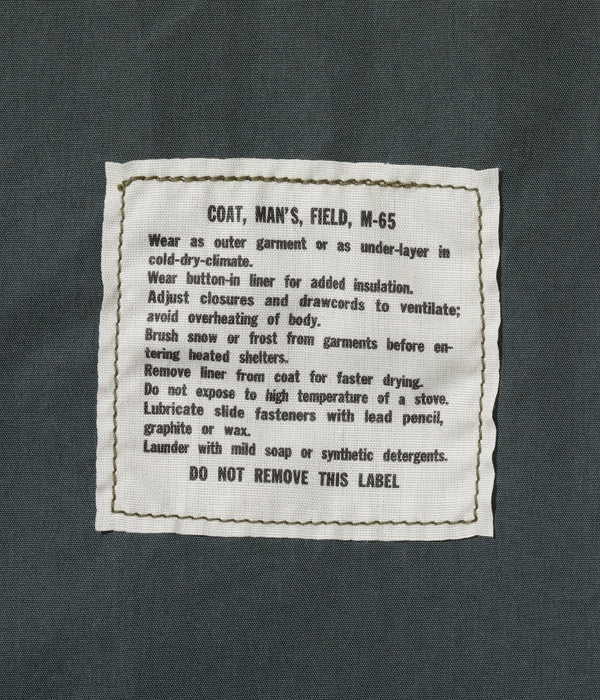 COAT, MAN'S, FIELD, M-65
Wear as outer garment or as under-layer in
cold-dry-climate.
Wear button-in liner for added insulation.
Adjust closures and drawcords to ventilate;
avoid overheating of body.
Brush snow or frost from garments before en-
tering heated shelters.
Remove liner from coat for faster drying.
Do not expose to high temperature of a stove.
Lubricate slide fasteners with lead pencil,
graphite or wax.
Launder with mild soap or synthetic detergents.
DO NOT REMOVE THIS LABEL